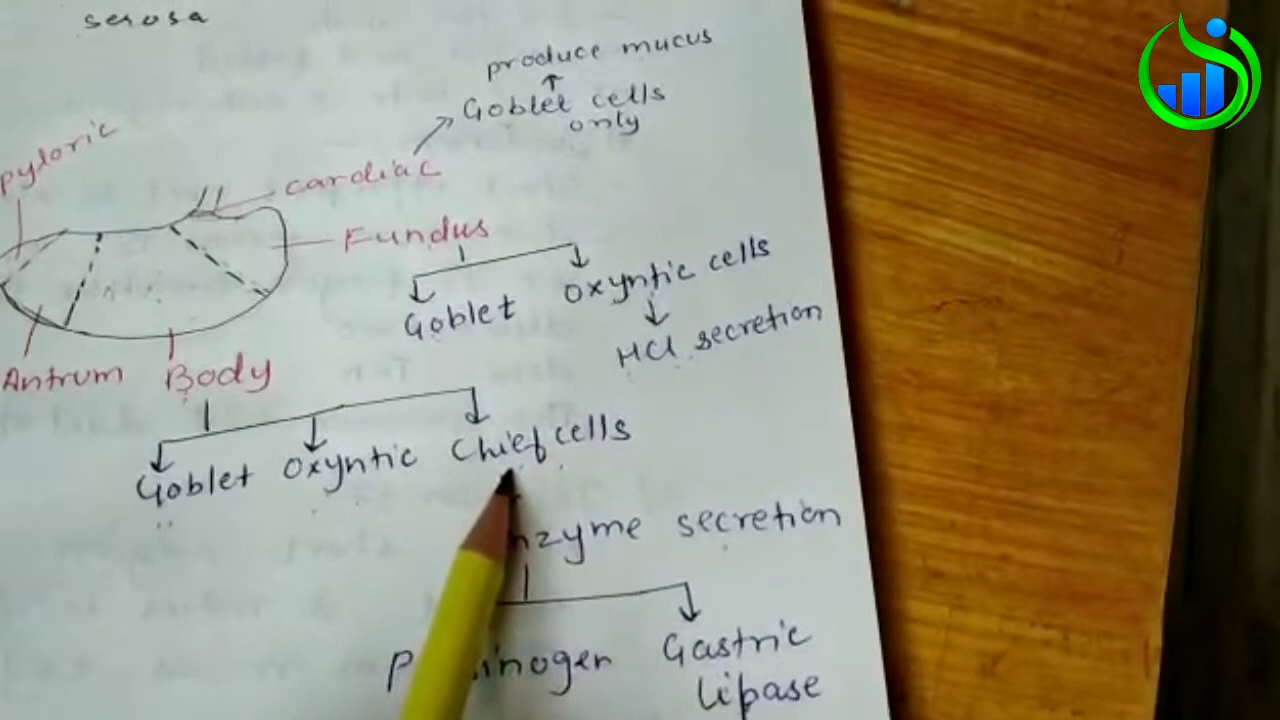 serosa
produce mucus
Goblet cells
only
pyloric
cardiac
Fundus
Goblet oxyntic cells
HCl secretion
Antrum Body
Goblet oxyntic Chief cells
secretion
Gastric
lipase